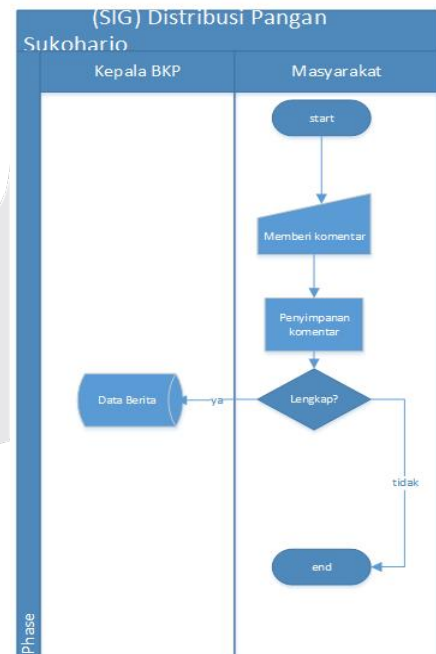 (SIG) Distribusi Pangan
Sukoharjo
Kepala BKP
Masyarakat
start
Memberi komentar
Penyimpanan
komentar
Lengkap?
ya
Data Berita
tidak
end
Phase